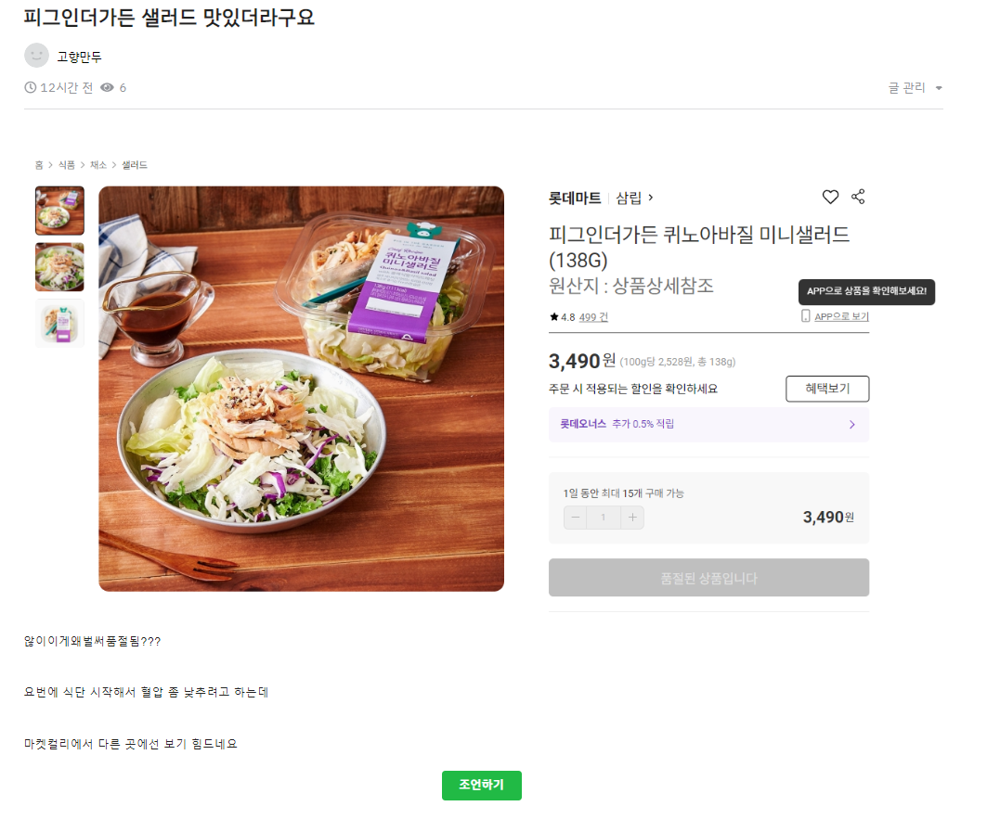 피그인더가든 샐러드 맛있더라구요
고향만두
12시간 전 6
글 관리
홈 > 식품 > 채소 > 샐러드
퀴노아바질
미니샐러드
롯데마트 삼립 >
피그인더가든 퀴노아바질 미니샐러드
(138G)
원산지 : 상품상세참조
APP으로 상품을 확인해보세요!
★ 4.8 499 건
APP으로 보기
3,490원 (100g당 2,528원, 총 138g)
주문 시 적용되는 할인을 확인하세요
혜택보기
롯데오너스 추가 0.5% 적립
1일 동안 최대 15개 구매 가능
− 1 +
3,490원
품절된 상품입니다
않이이게왜벌써품절됨???
요번에 식단 시작해서 혈압 좀 낮추려고 하는데
마켓컬리에서 다른 곳에선 보기 힘드네요
조언하기